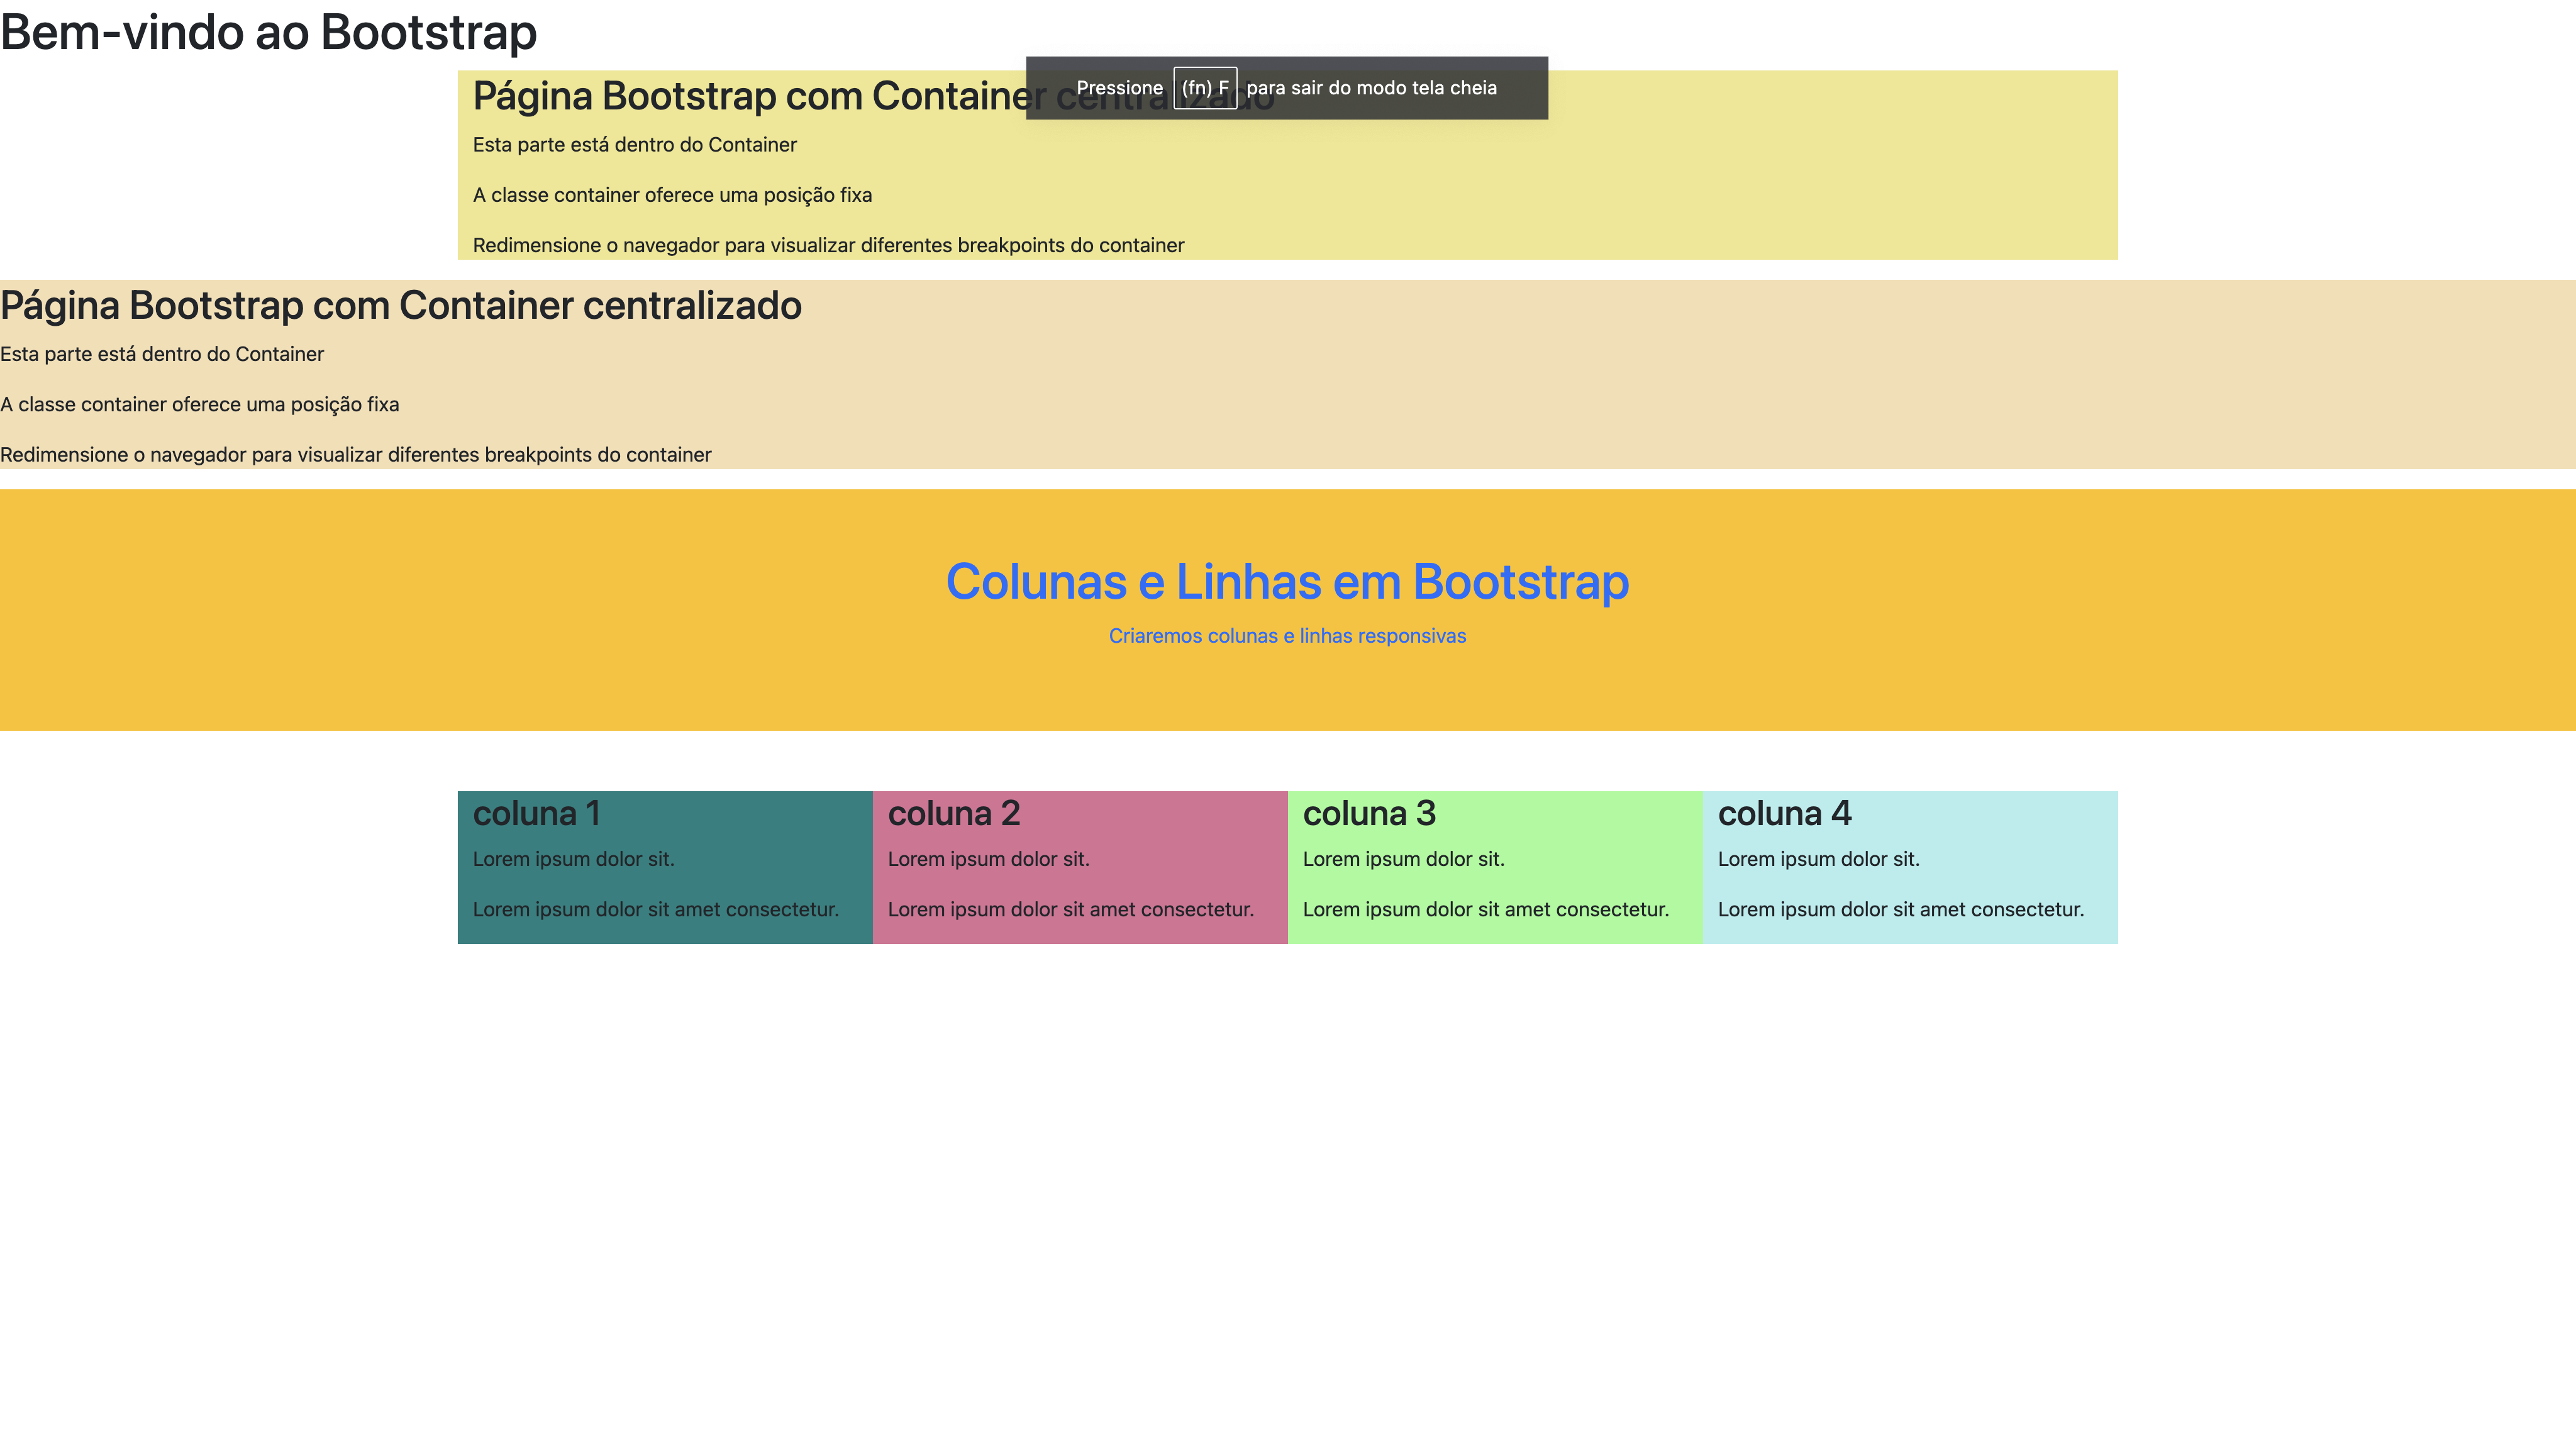 Bem-vindo ao Bootstrap
Página Bootstrap com Container centralizado
Pressione (fn) F para sair do modo tela cheia
Esta parte está dentro do Container
A classe container oferece uma posição fixa
Redimensione o navegador para visualizar diferentes breakpoints do container
Página Bootstrap com Container centralizado
Esta parte está dentro do Container
A classe container oferece uma posição fixa
Redimensione o navegador para visualizar diferentes breakpoints do container
Colunas e Linhas em Bootstrap
Criaremos colunas e linhas responsivas
coluna 1
Lorem ipsum dolor sit.
Lorem ipsum dolor sit amet consectetur.
coluna 2
Lorem ipsum dolor sit.
Lorem ipsum dolor sit amet consectetur.
coluna 3
Lorem ipsum dolor sit.
Lorem ipsum dolor sit amet consectetur.
coluna 4
Lorem ipsum dolor sit.
Lorem ipsum dolor sit amet consectetur.